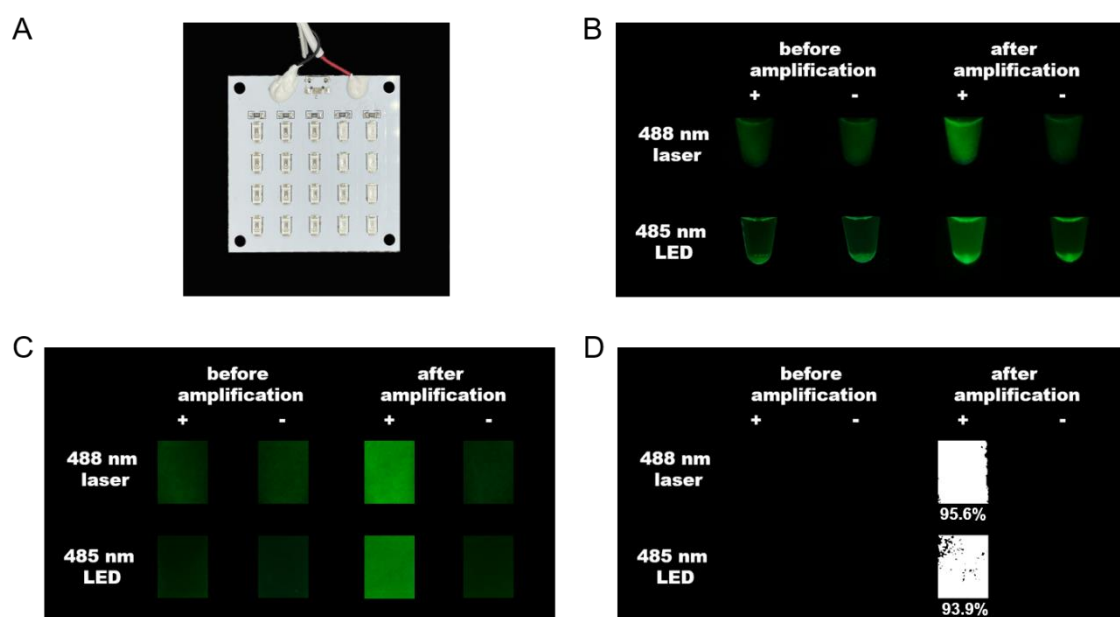 A
B
before
amplification
after
amplification
+
-
+
-
488 nm
laser
485 nm
LED
C
before
amplification
after
amplification
+
-
+
-
488 nm
laser
485 nm
LED
D
before
amplification
after
amplification
+
-
+
-
488 nm
laser
95.6%
485 nm
LED
93.9%